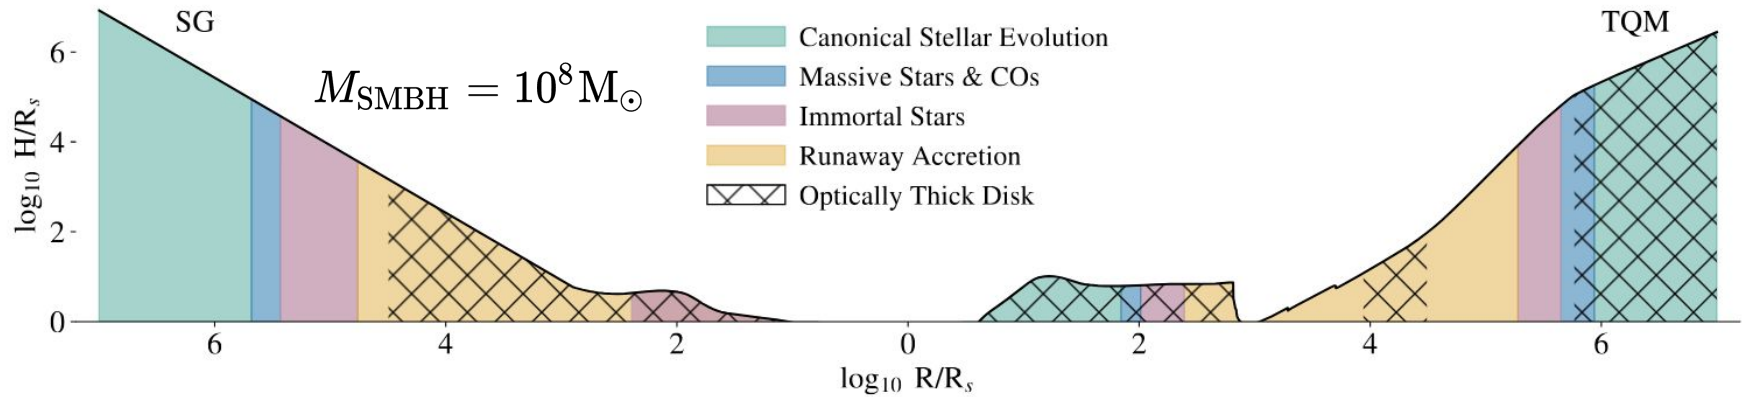 SG
TQM
M_SMBH = 10^8 M_⊙
Canonical Stellar Evolution
Massive Stars & COs
Immortal Stars
Runaway Accretion
Optically Thick Disk
log₁₀ H/Rₛ
6
4
2
0
6 4 2 0 2 4 6
log₁₀ R/Rₛ